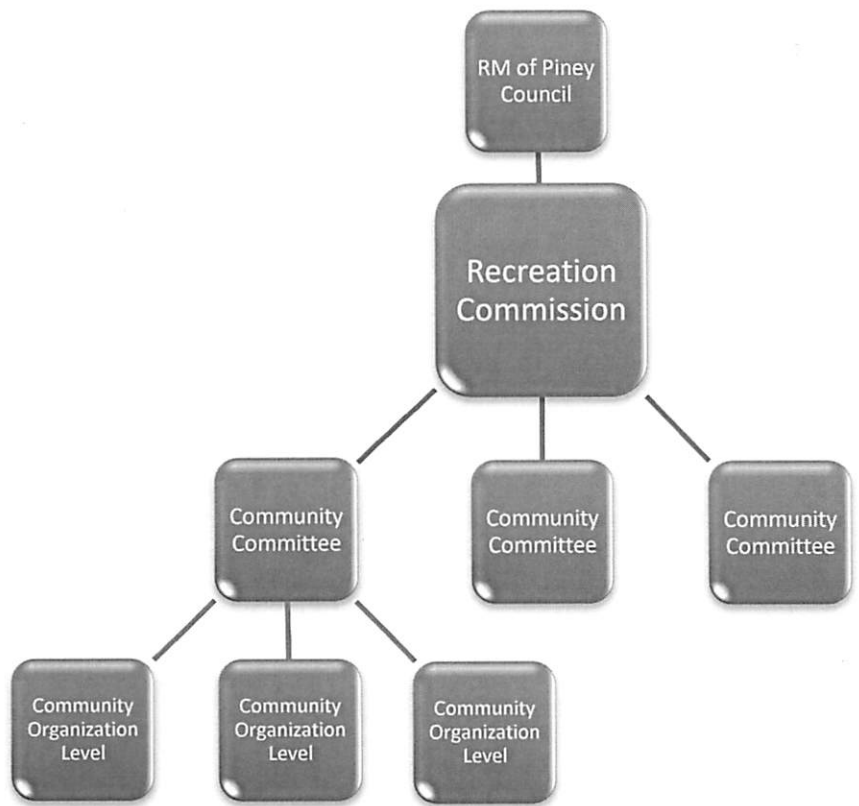 RM of Piney
Council
Recreation
Commission
Community
Committee
Community
Committee
Community
Committee
Community
Organization
Level
Community
Organization
Level
Community
Organization
Level